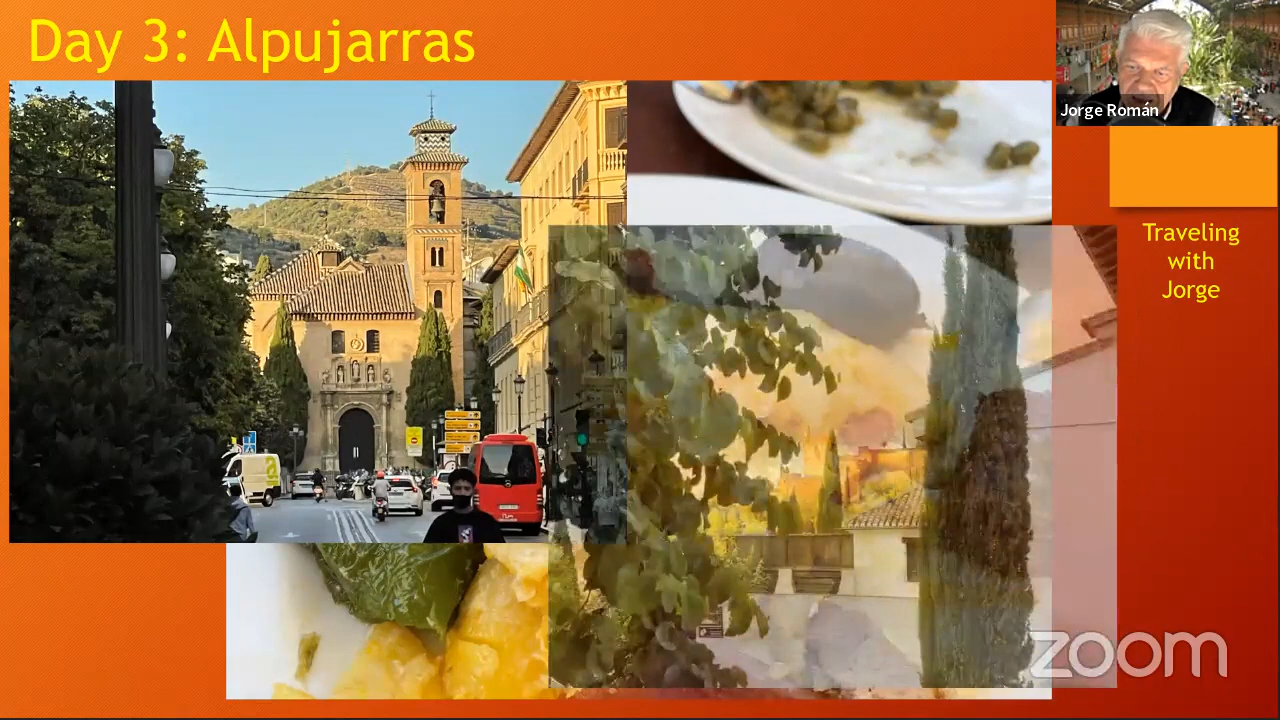 Day 3: Alpujarras
Jorge Román
Traveling
with
Jorge
zoom